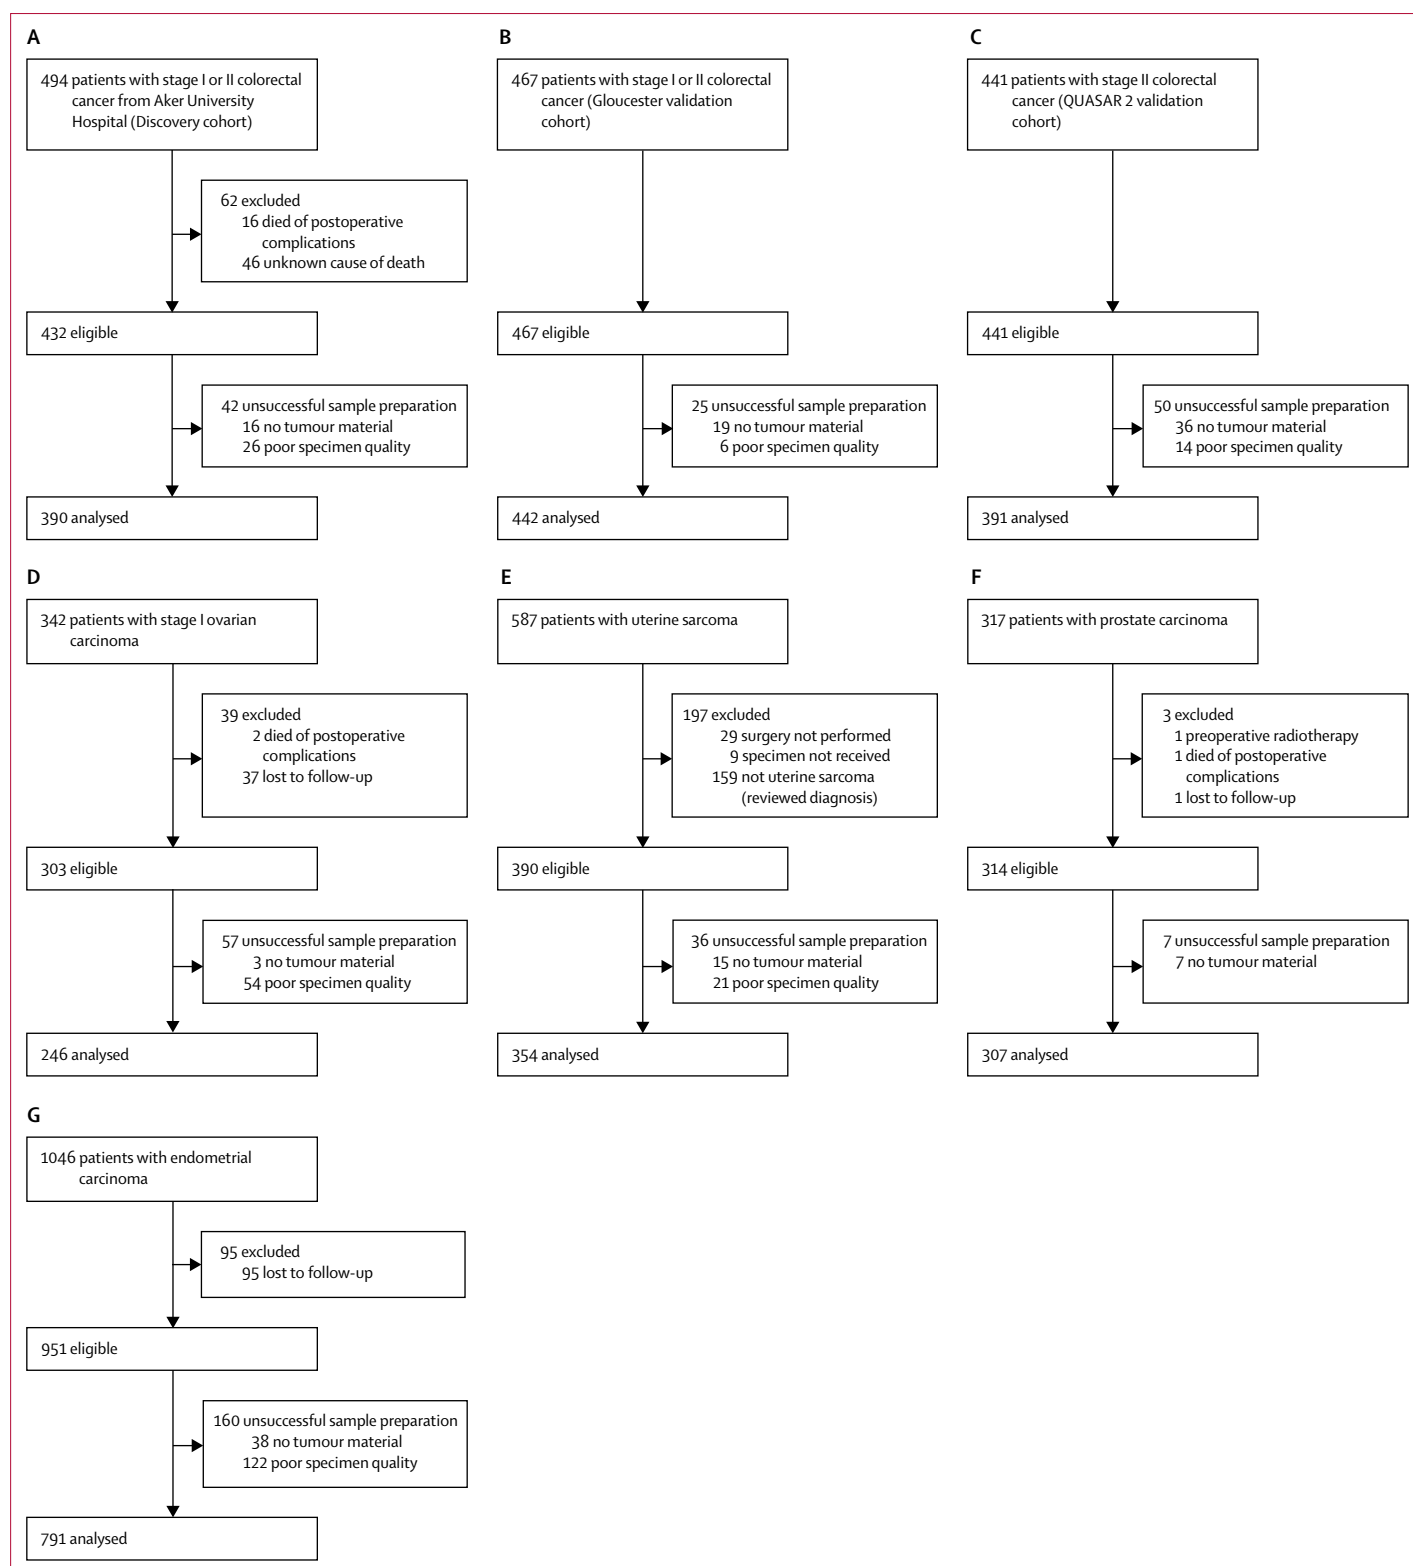 A
494 patients with stage I or II colorectal
cancer from Aker University
Hospital (Discovery cohort)
62 excluded
16 died of postoperative
complications
46 unknown cause of death
432 eligible
42 unsuccessful sample preparation
16 no tumour material
26 poor specimen quality
390 analysed
B
467 patients with stage I or II colorectal
cancer (Gloucester validation
cohort)
467 eligible
25 unsuccessful sample preparation
19 no tumour material
6 poor specimen quality
442 analysed
C
441 patients with stage II colorectal
cancer (QUASAR 2 validation
cohort)
441 eligible
50 unsuccessful sample preparation
36 no tumour material
14 poor specimen quality
391 analysed
D
342 patients with stage I ovarian
carcinoma
39 excluded
2 died of postoperative
complications
37 lost to follow-up
303 eligible
57 unsuccessful sample preparation
3 no tumour material
54 poor specimen quality
246 analysed
E
587 patients with uterine sarcoma
197 excluded
29 surgery not performed
9 specimen not received
159 not uterine sarcoma
(reviewed diagnosis)
390 eligible
36 unsuccessful sample preparation
15 no tumour material
21 poor specimen quality
354 analysed
F
317 patients with prostate carcinoma
3 excluded
1 preoperative radiotherapy
1 died of postoperative
complications
1 lost to follow-up
314 eligible
7 unsuccessful sample preparation
7 no tumour material
307 analysed
G
1046 patients with endometrial
carcinoma
95 excluded
95 lost to follow-up
951 eligible
160 unsuccessful sample preparation
38 no tumour material
122 poor specimen quality
791 analysed